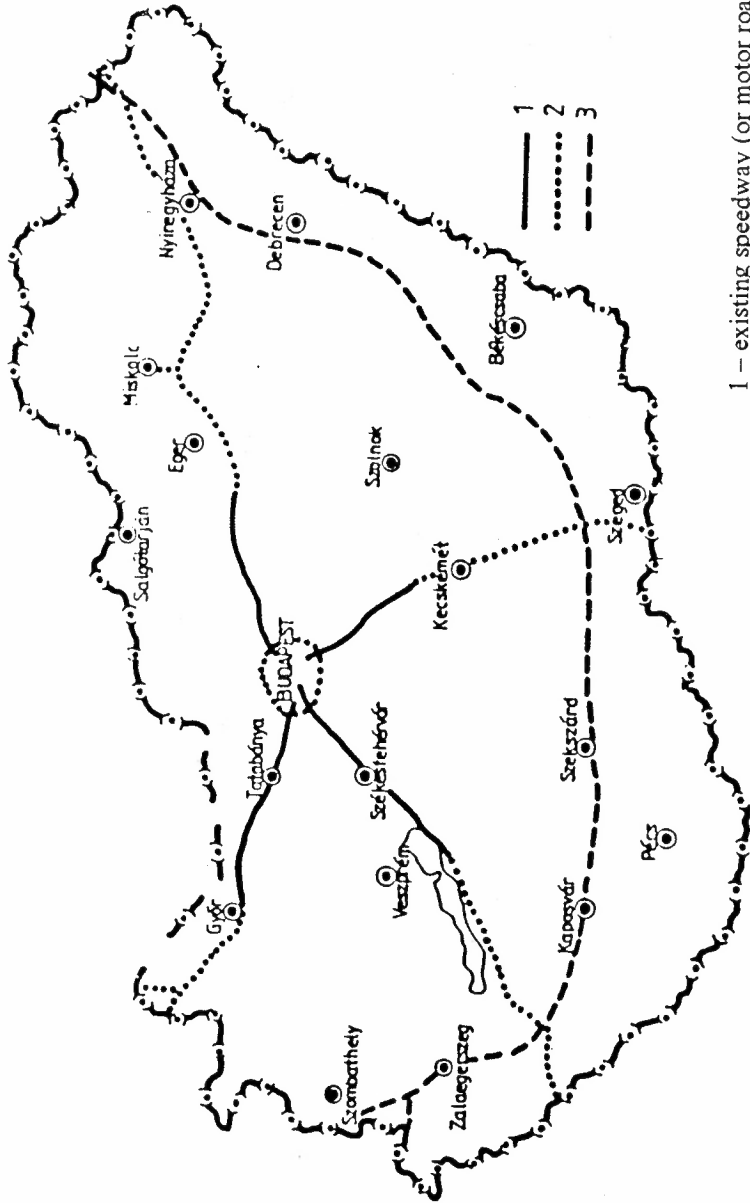 Nyíregyháza
Debrecen
Miskolc
Eger
Salgótarján
Szolnok
Békéscsaba
BUDAPEST
Kecskemét
Szeged
Tatabánya
Székesfehérvár
Győr
Veszprém
Szekszárd
Pécs
Kaposvár
Szombathely
Zalaegerszeg
1
2
3
1 – existing speedway (or motor roa